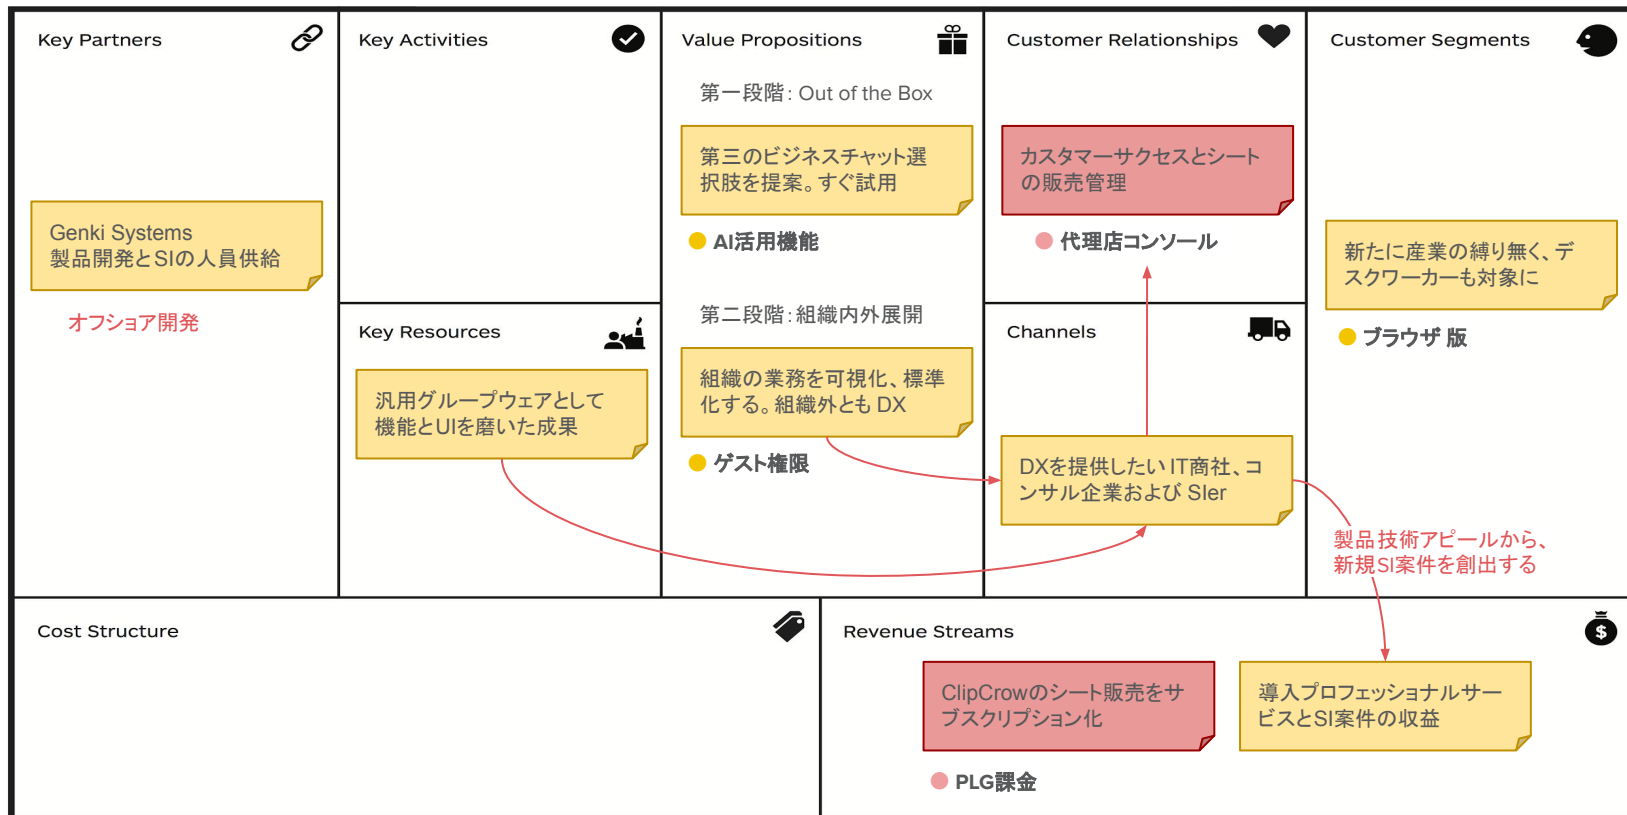 Key Partners
Genki Systems
製品開発とSIの人員供給
オフショア開発
Key Activities
Key Resources
汎用グループウェアとして
機能とUIを磨いた成果
Value Propositions
第一段階: Out of the Box
第三のビジネスチャット選
択肢を提案。すぐ試用
AI活用機能
第二段階：組織内外展開
組織の業務を可視化、標準
化する。組織外とも DX
ゲスト権限
Customer Relationships
カスタマーサクセスとシート
の販売管理
代理店コンソール
Channels
DXを提供したい IT商社、コ
ンサル企業および SIer
Customer Segments
新たに産業の縛り無く、デ
スクワーカーも対象に
ブラウザ 版
製品技術アピールから、
新規SI案件を創出する
Cost Structure
Revenue Streams
$
ClipCrowのシート販売をサ
ブスクリプション化
PLG課金
導入プロフェッショナルサー
ビスとSI案件の収益